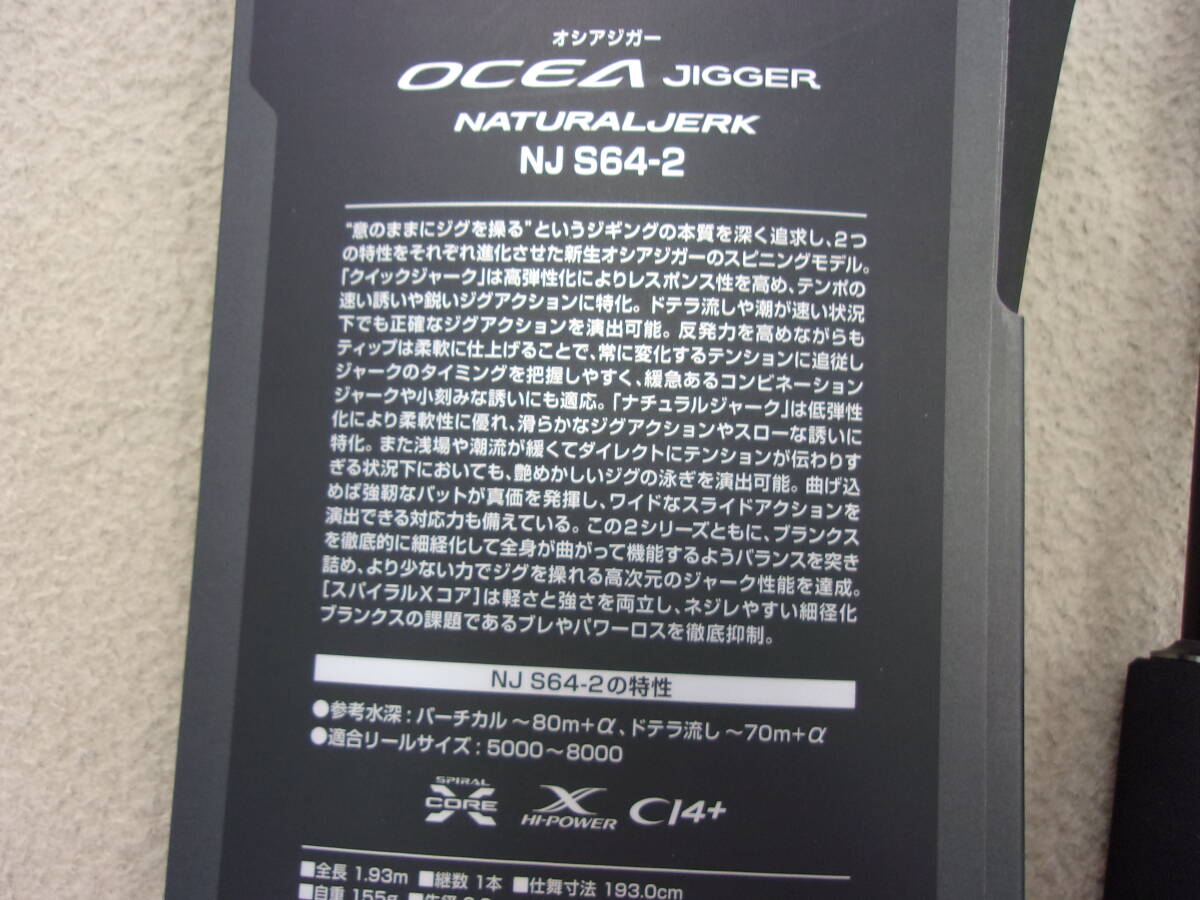 オシアジガー
OCEA JIGGER
NATURALJERK
NJ S64-2
“意のままにジグを操る”というジギングの本質を深く追求し、2つ
の特性をそれぞれ進化させた新生オシアジガーのスピニングモデル。
「クイックジャーク」は高弾性化によりレスポンス性を高め、テンポの
速い誘いや鋭いジグアクションに特化。ドテラ流しや潮が速い状況
下でも正確なジグアクションを演出可能。反発力を高めながらも
ティップは柔軟に仕上げることで、常に変化するテンションに追従し
ジャークのタイミングを把握しやすく、緩急あるコンビネーション
ジャークや小刻みな誘いにも適応。「ナチュラルジャーク」は低弾性
化により柔軟性に優れ、滑らかなジグアクションやスローな誘いに
特化。また浅場や潮流が緩くてダイレクトにテンションが伝わりす
ぎる状況下においても、艶めかしいジグの泳ぎを演出可能。曲げ込
めば強靭なバットが真価を発揮し、ワイドなスライドアクションを
演出できる対応力も備えている。この2シリーズともに、ブランクス
を徹底的に細経化して全身が曲がって機能するようバランスを突き
詰め、より少ない力でジグを操れる高次元のジャーク性能を達成。
[スパイラルXコア]は軽さと強さを両立し、ネジレやすい細径化
ブランクスの課題であるブレやパワーロスを徹底抑制。
NJ S64-2の特性
●参考水深:バーチカル ～80m+α、ドテラ流し ～70m+α
●適合リールサイズ:5000～8000
SPIRAL X CORE X HI-POWER CI4+
■全長 1.93m ■継数 1本 ■仕舞寸法 193.0cm
■自重 155g